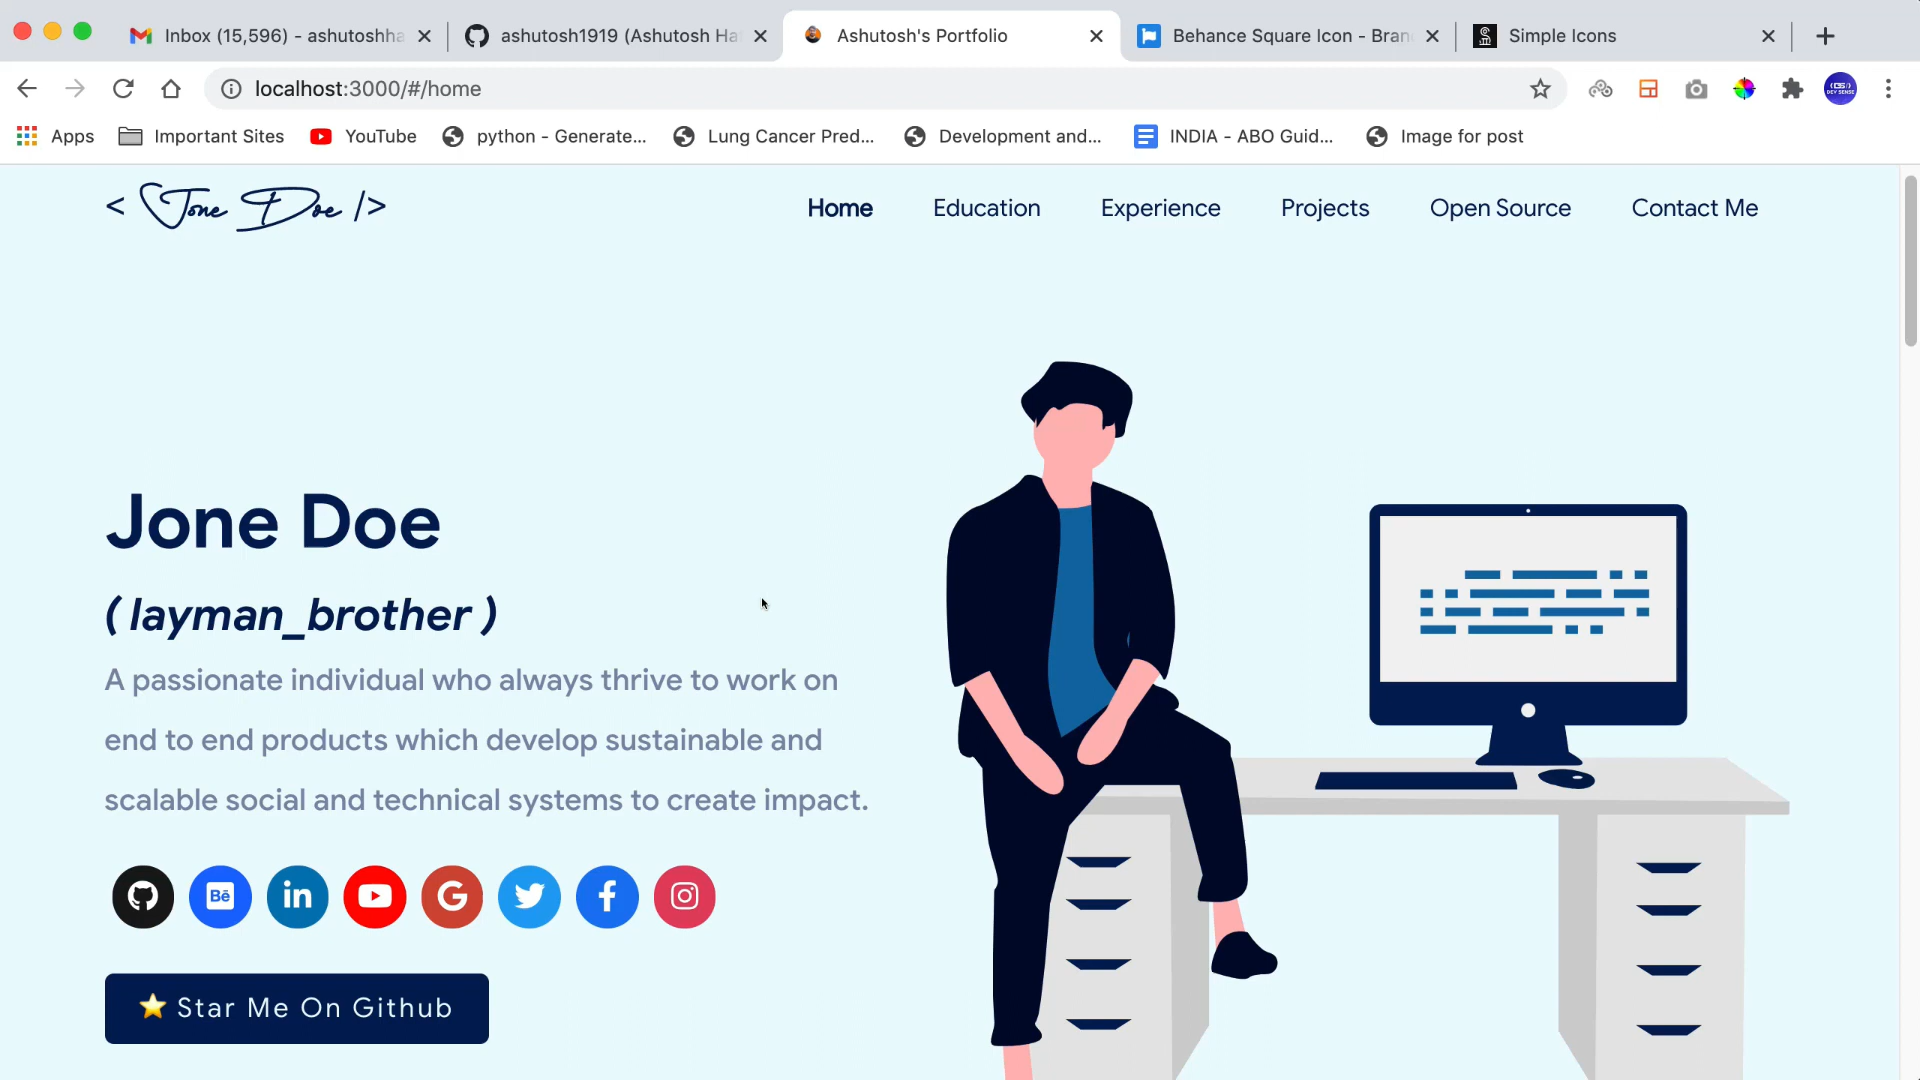 Inbox (15,596) - ashutoshha
ashutosh1919 (Ashutosh Ha
Ashutosh's Portfolio
Behance Square Icon - Bran
Simple Icons
localhost:3000/#/home
Apps
Important Sites
YouTube
python - Generate...
Lung Cancer Pred...
Development and...
INDIA - ABO Guid...
Image for post
< Jone Doe />
Home
Education
Experience
Projects
Open Source
Contact Me
Jone Doe
( layman_brother )
A passionate individual who always thrive to work on
end to end products which develop sustainable and
scalable social and technical systems to create impact.
Bē
in
G
f
⭐ Star Me On Github